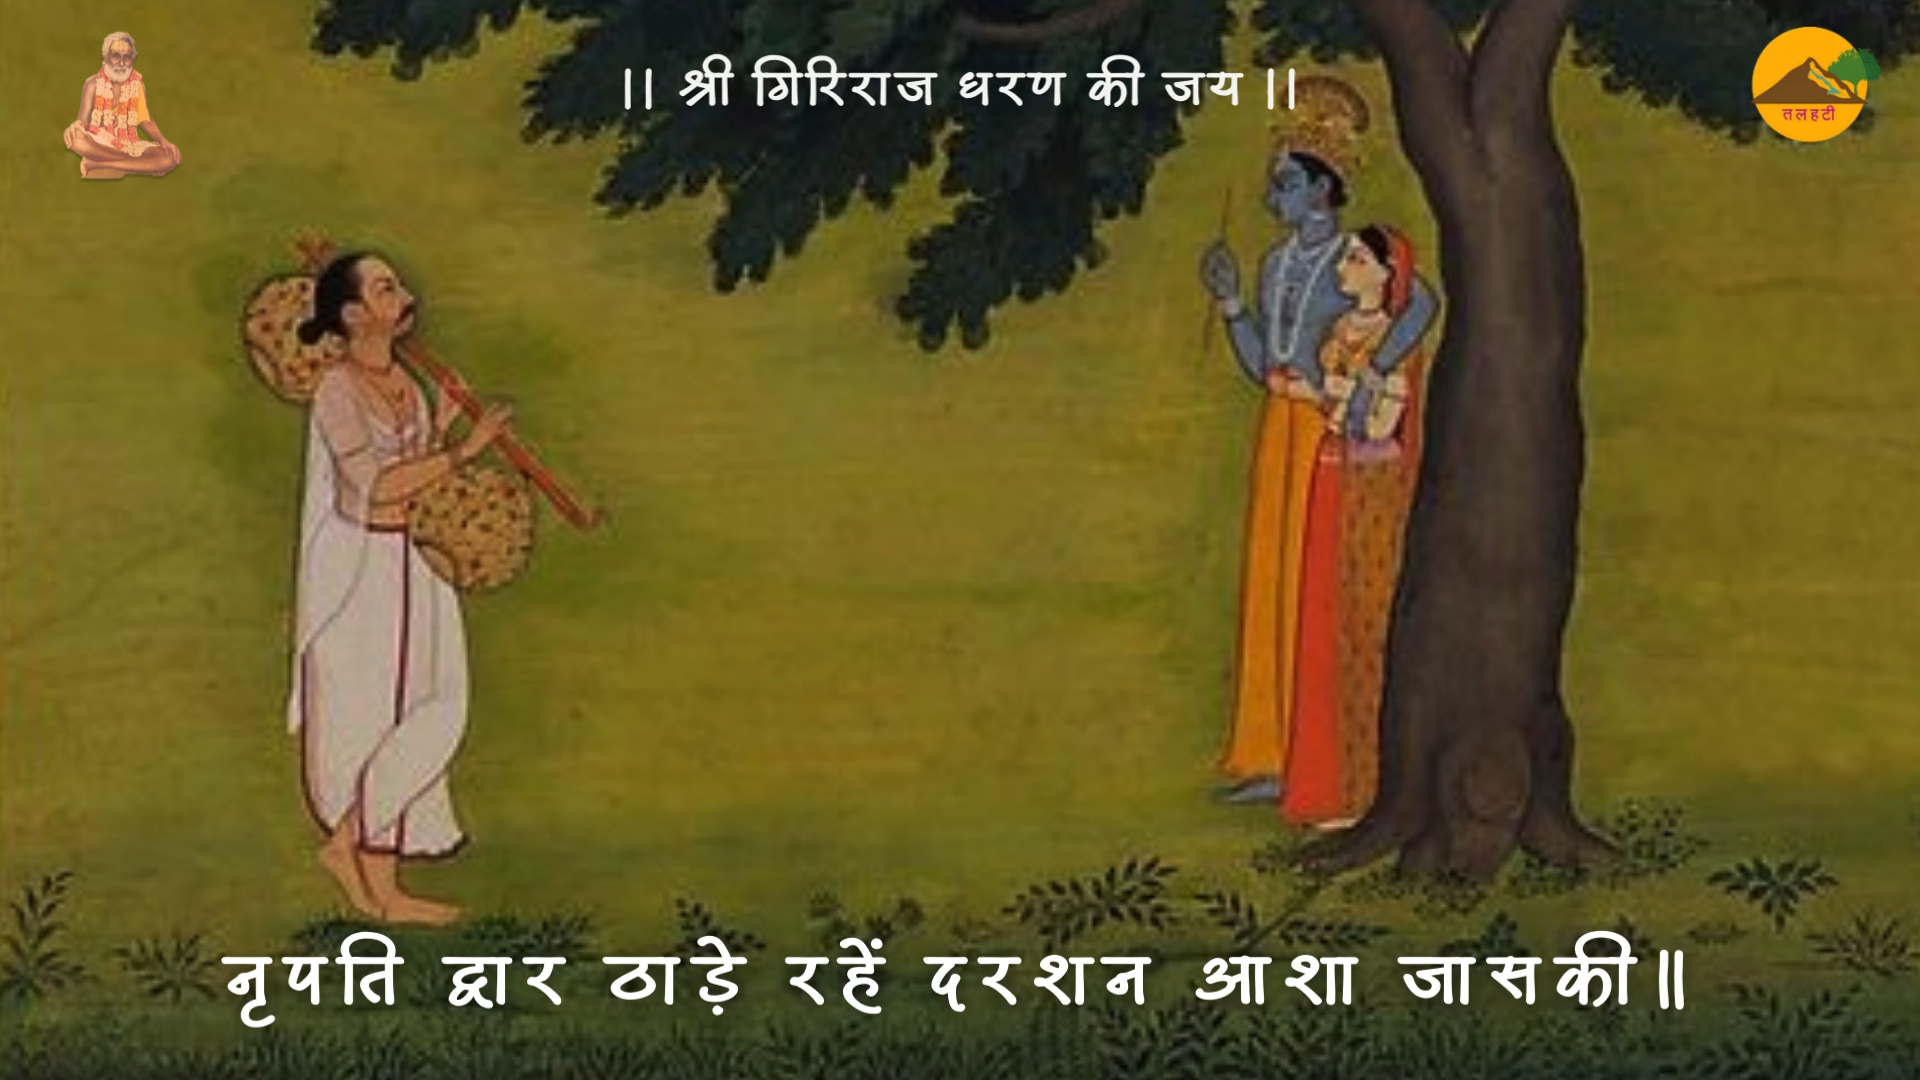 || श्री गिरिराज धरण की जय ||
तलहटी
नृपति द्वार ठाड़े रहें दरशन आशा जासकी॥